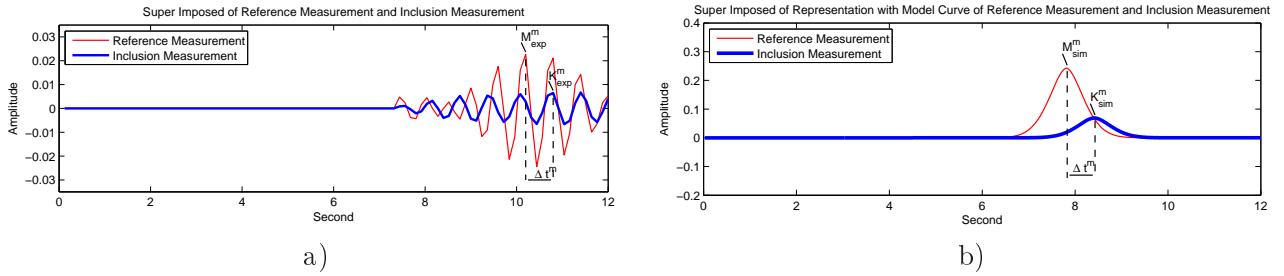 Super Imposed of Reference Measurement and Inclusion Measurement
Reference Measurement
Inclusion Measurement
M^m_exp
K^m_exp
Δ t^m
Amplitude
0.03
0.02
0.01
0
−0.01
−0.02
−0.03
0 2 4 6 8 10 12
Second
a)
Super Imposed of Representation with Model Curve of Reference Measurement and Inclusion Measurement
Reference Measurement
Inclusion Measurement
M^m_sim
K^m_sim
Δ t^m
Amplitude
0.4
0.3
0.2
0.1
0
−0.1
−0.2
0 2 4 6 8 10 12
Second
b)